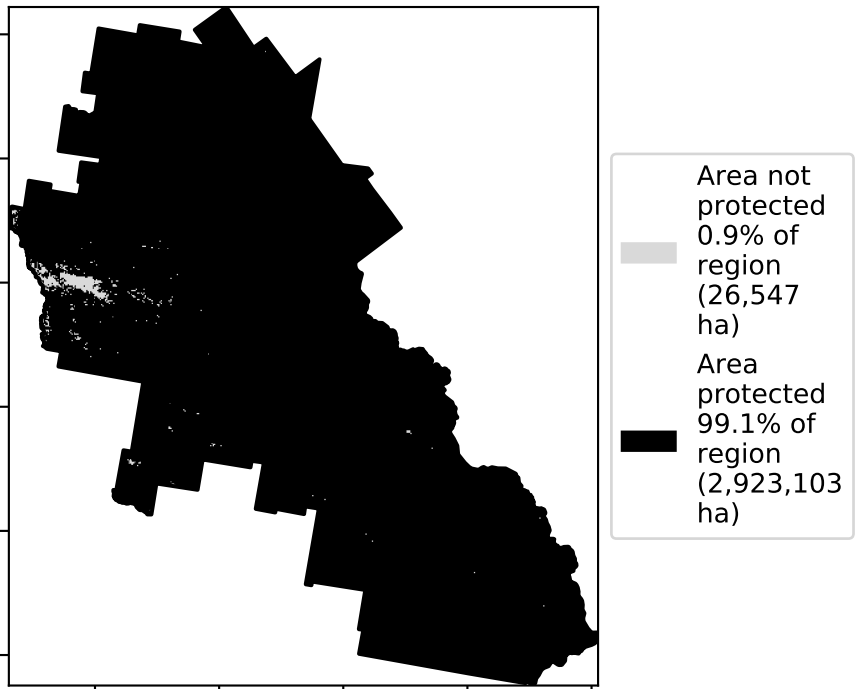 Area not
protected
0.9% of
region
(26,547
ha)
Area
protected
99.1% of
region
(2,923,103
ha)